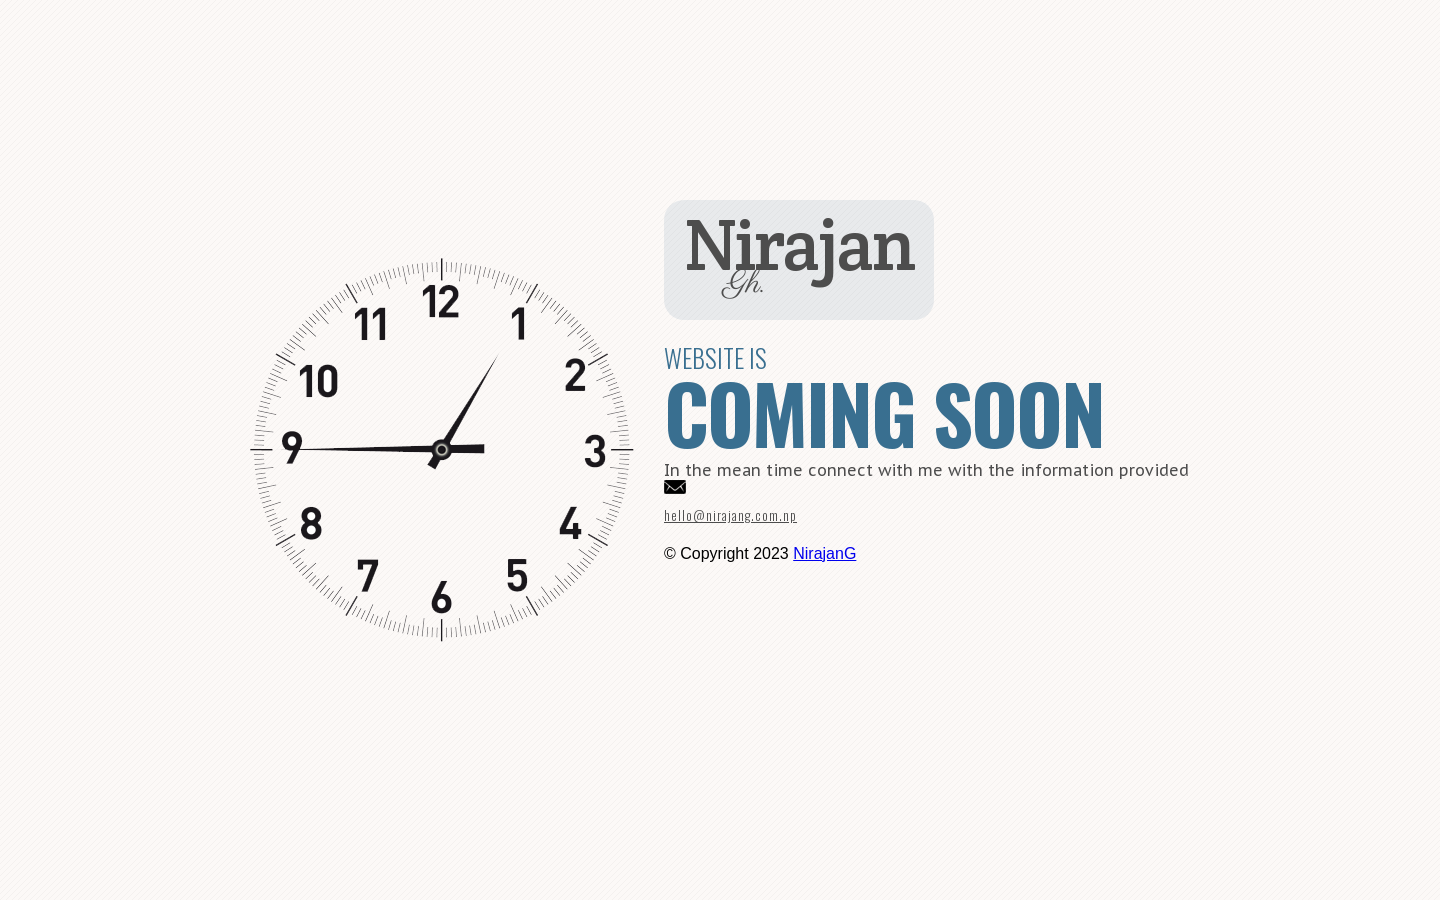 12
11
1
10
2
9
3
8
4
7
5
6
Nirajan
Gh.
WEBSITE IS
COMING SOON
In the mean time connect with me with the information provided
hello@nirajang.com.np
© Copyright 2023 NirajanG